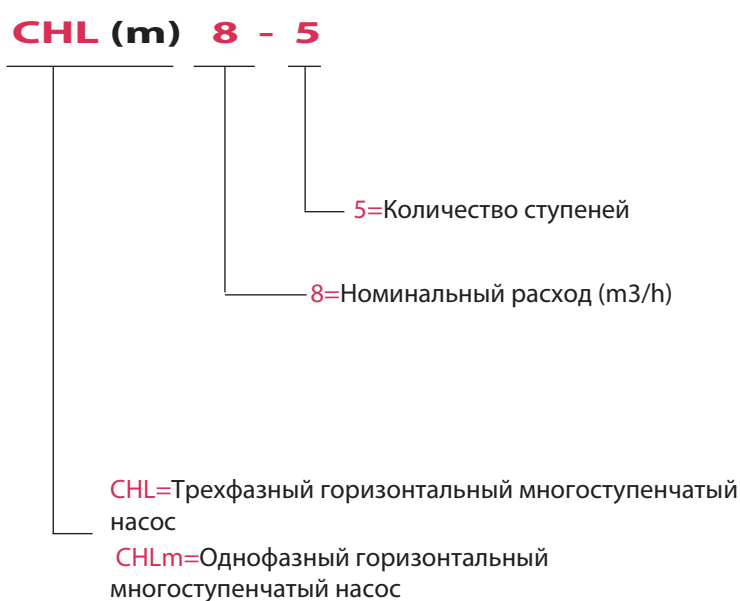 CHL (m) 8 - 5
5=Количество ступеней
8=Номинальный расход (m3/h)
CHL=Трехфазный горизонтальный многоступенчатый
насос
CHLm=Однофазный горизонтальный
многоступенчатый насос